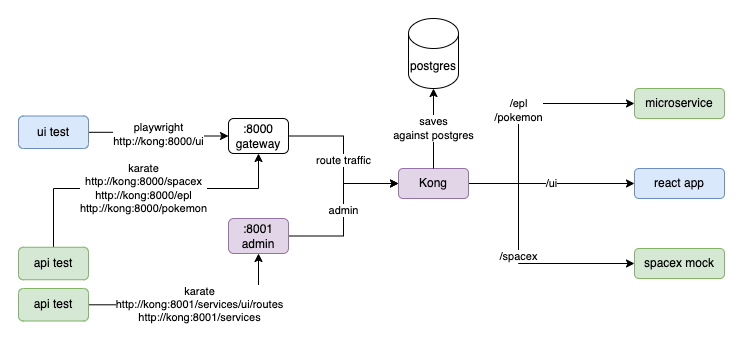 postgres
/epl
/pokemon
microservice
saves
against postgres
ui test
playwright
http://kong:8000/ui
:8000
gateway
route traffic
karate
http://kong:8000/spacex
http://kong:8000/epl
http://kong:8000/pokemon
Kong
/ui
react app
admin
:8001
admin
api test
/spacex
spacex mock
api test
karate
http://kong:8001/services/ui/routes
http://kong:8001/services